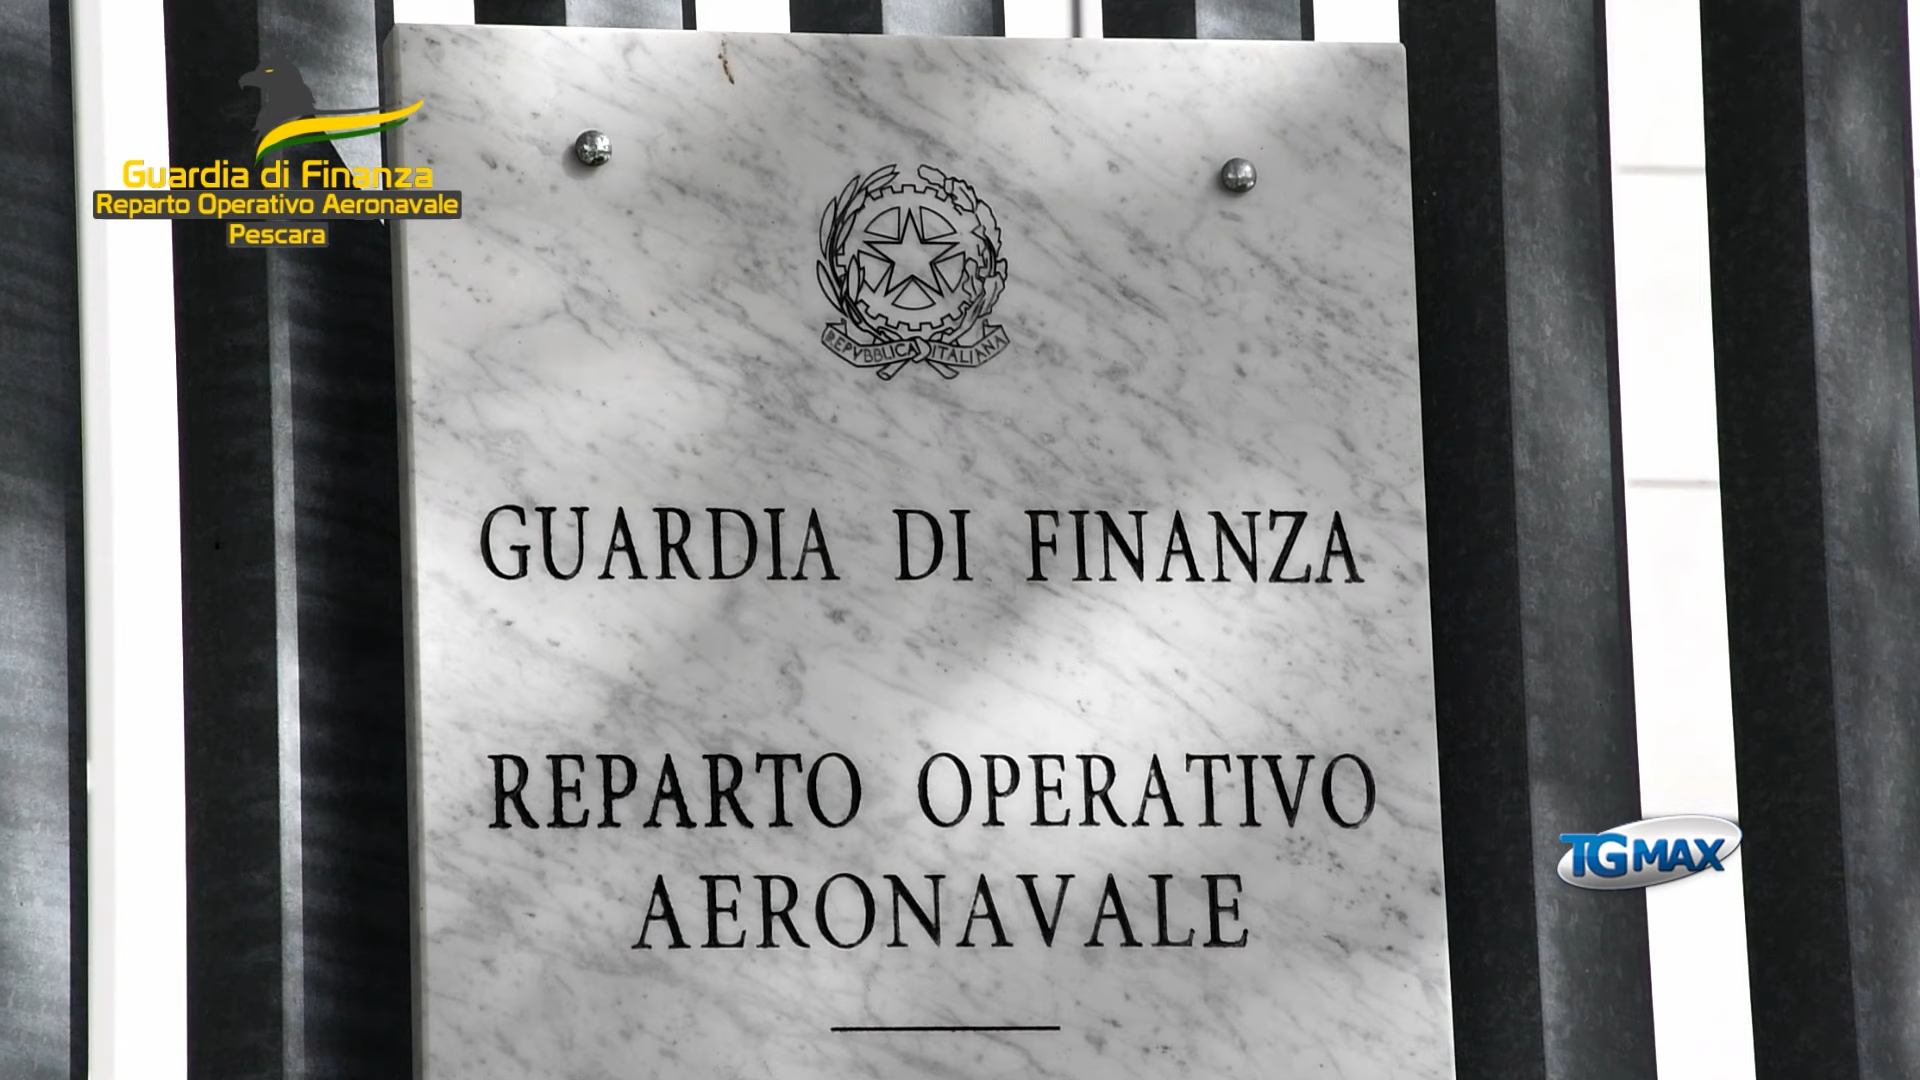 Guardia di Finanza
Reparto Operativo Aeronavale
Pescara
REPVBBLICA ITALIANA
GUARDIA DI FINANZA
REPARTO OPERATIVO
AERONAVALE
TGMAX